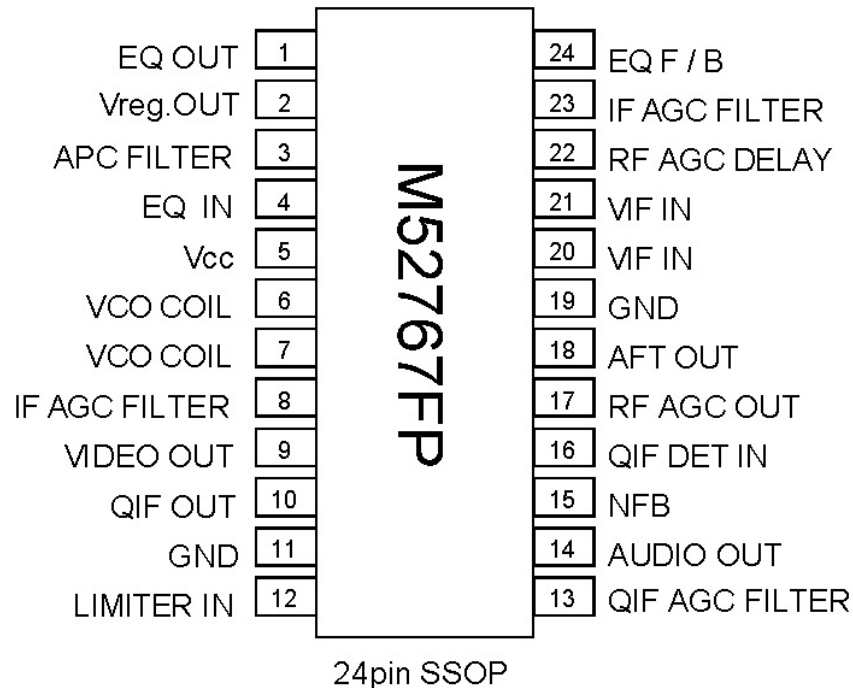 EQ OUT 1 24 EQ F / B
Vreg.OUT 2 23 IF AGC FILTER
APC FILTER 3 22 RF AGC DELAY
EQ IN 4 21 VIF IN
Vcc 5 20 VIF IN
VCO COIL 6 19 GND
VCO COIL 7 18 AFT OUT
IF AGC FILTER 8 17 RF AGC OUT
VIDEO OUT 9 16 QIF DET IN
QIF OUT 10 15 NFB
GND 11 14 AUDIO OUT
LIMITER IN 12 13 QIF AGC FILTER
M52767FP
24pin SSOP